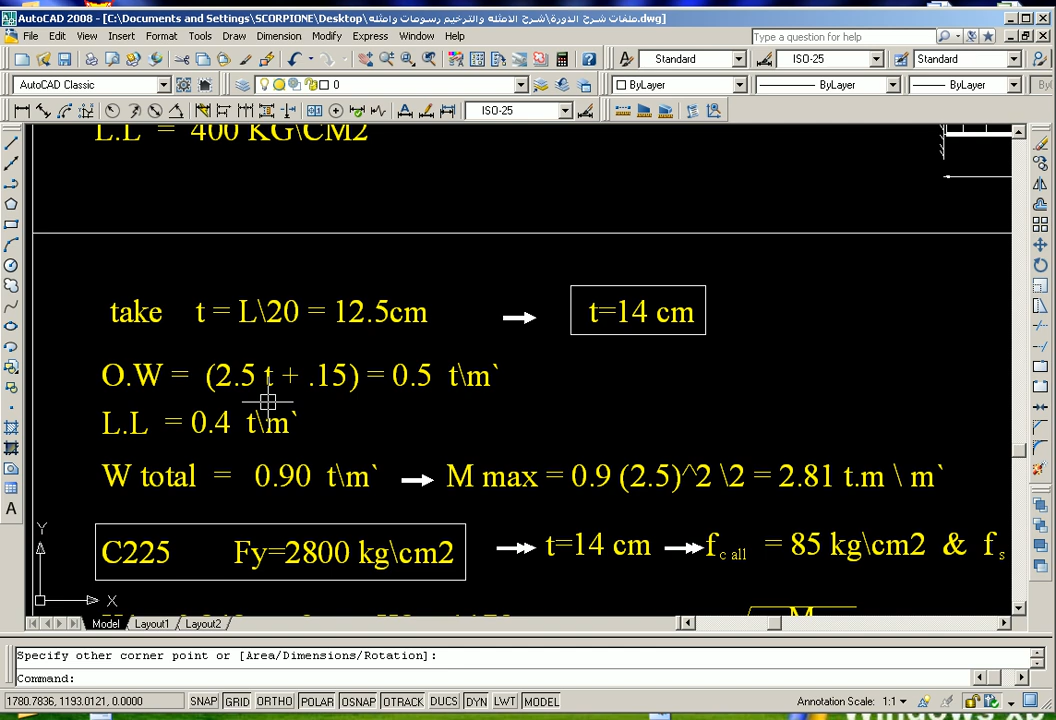 AutoCAD 2008 - [C:\Documents and Settings\SCORPIONE\Desktop\ملفات شرح الدورة\شرح الامثله والترخيم رسومات وامثله.dwg]
File Edit View Insert Format Tools Draw Dimension Modify Express Window Help
Type a question for help
Standard ISO-25 Standard
AutoCAD Classic 0 ByLayer ByLayer ByLayer
ISO-25
L.L = 400 KG\CM2
take t = L\20 = 12.5cm t=14 cm
O.W = (2.5 t + .15) = 0.5 t\m`
L.L = 0.4 t\m`
W total = 0.90 t\m` M max = 0.9 (2.5)^2 \2 = 2.81 t.m \ m`
C225 Fy=2800 kg\cm2 t=14 cm f c all = 85 kg\cm2 & f s
M
Y
X
Model Layout1 Layout2
Specify other corner point or [Area/Dimensions/Rotation]:
Command:
1780.7836, 1193.0121, 0.0000 SNAP GRID ORTHO POLAR OSNAP OTRACK DUCS DYN LWT MODEL Annotation Scale: 1:1